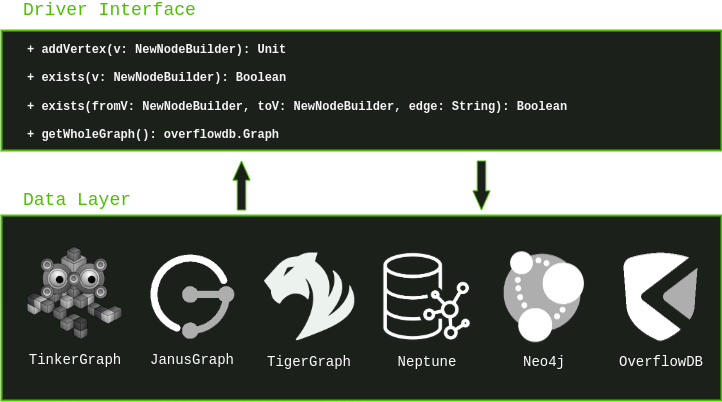 Driver Interface
+ addVertex(v: NewNodeBuilder): Unit
+ exists(v: NewNodeBuilder): Boolean
+ exists(fromV: NewNodeBuilder, toV: NewNodeBuilder, edge: String): Boolean
+ getWholeGraph(): overflowdb.Graph
Data Layer
TinkerGraph
JanusGraph
TigerGraph
Neptune
Neo4j
OverflowDB